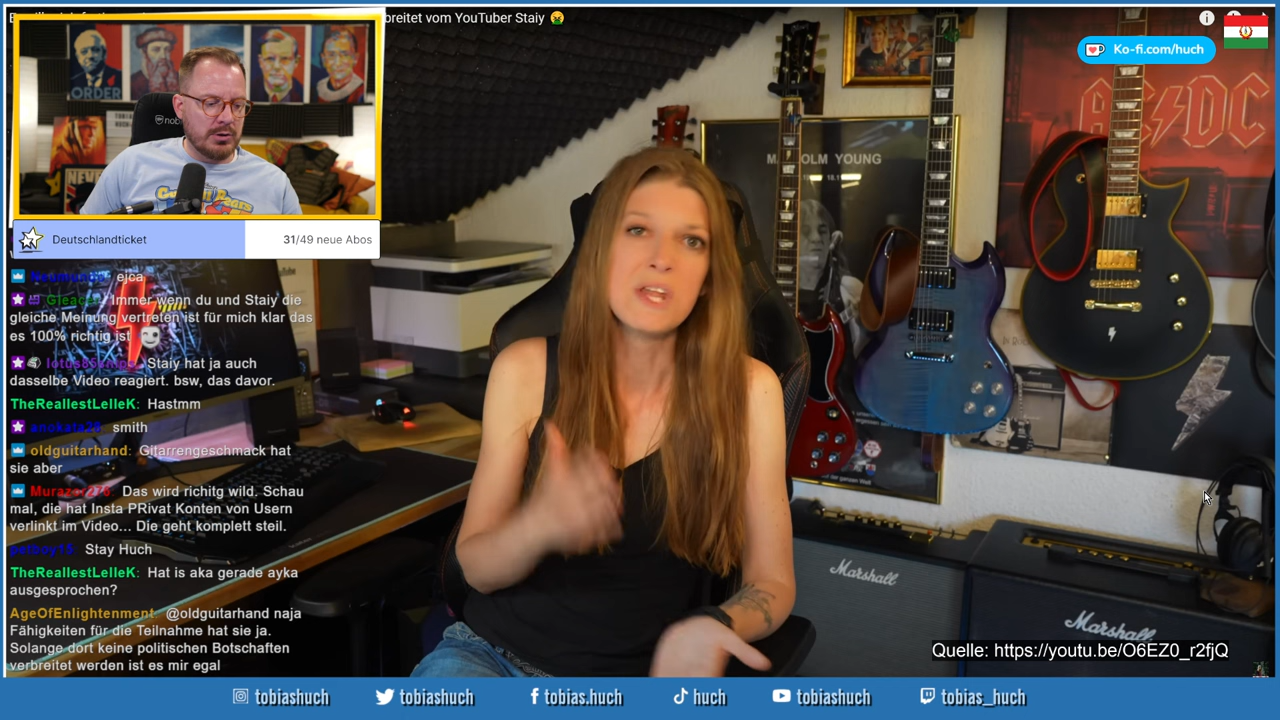 breitet vom YouTuber Staiy 🤮
Ko-fi.com/huch
ORDER
NEVE
Deutschlandticket
31/49 neue Abos
MALCOLM YOUNG
AC/DC
ejca
Immer wenn du und Staiy die
gleiche Meinung vertreten ist für mich klar das
es 100% richtig ist
Staiy hat ja auch
dasselbe Video reagiert. bsw, das davor.
TheReallestLelleK: Hastmm
smith
oldguitarhand: Gitarrengeschmack hat
sie aber
Murazor276: Das wird richitg wild. Schau
mal, die hat Insta PRivat Konten von Usern
verlinkt im Video... Die geht komplett steil.
Stay Huch
TheReallestLelleK: Hat is aka gerade ayka
ausgesprochen?
AgeOfEnlightenment: @oldguitarhand naja
Fähigkeiten für die Teilnahme hat sie ja.
Solange dort keine politischen Botschaften
verbreitet werden ist es mir egal
Marshall
Marshall
Quelle: https://youtu.be/O6EZ0_r2fjQ
tobiashuch
tobiashuch
tobias.huch
huch
tobiashuch
tobias_huch